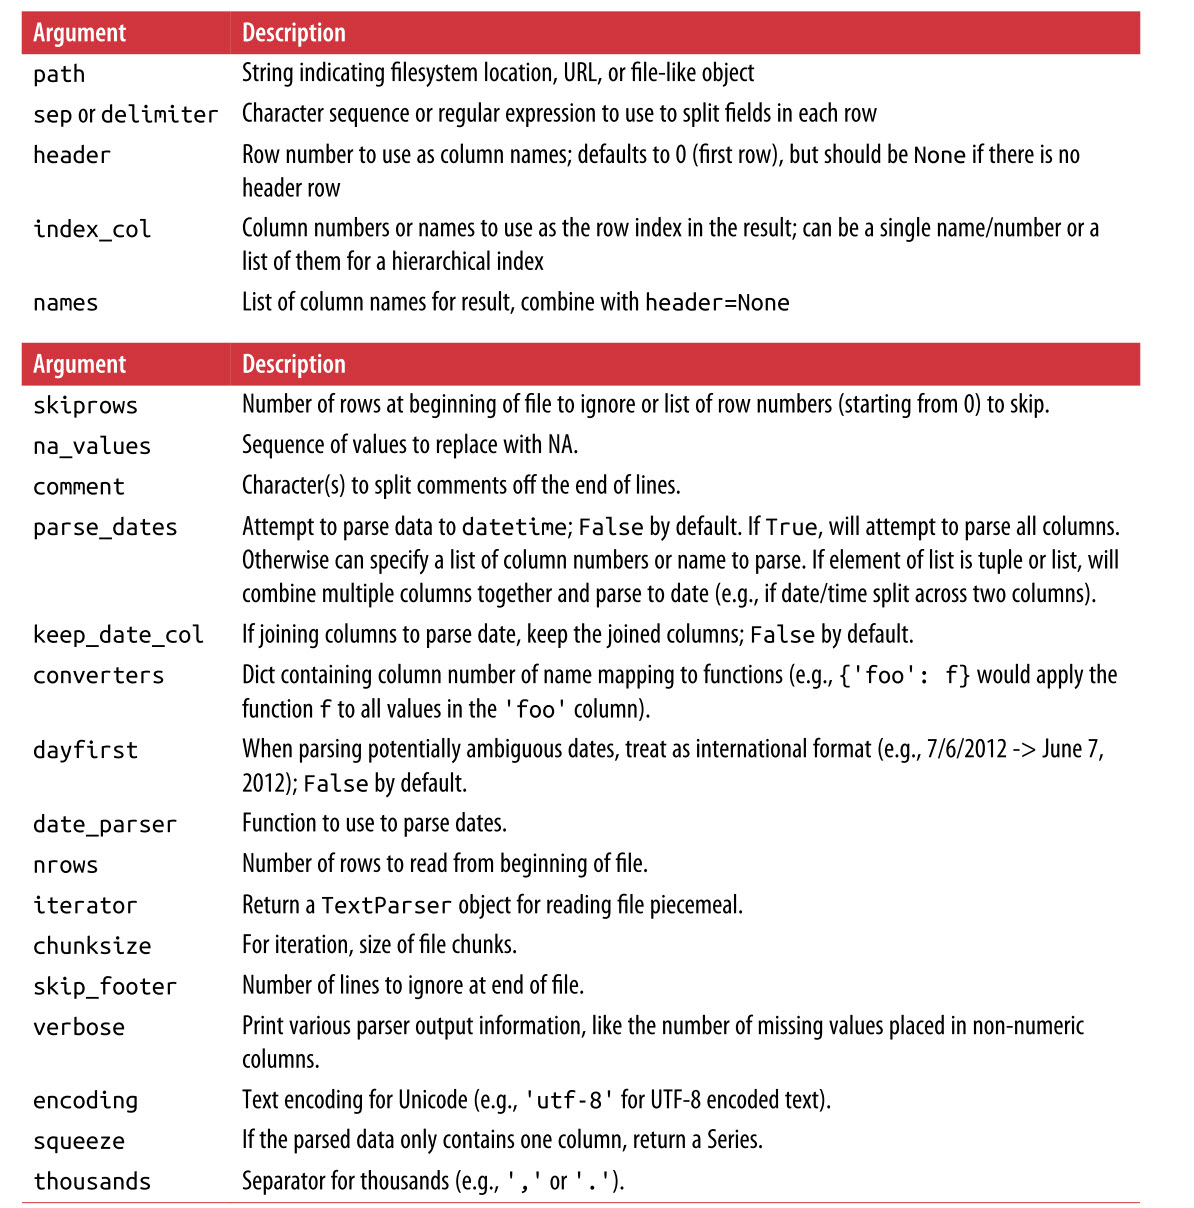 Argument Description
path String indicating filesystem location, URL, or file-like object
sep or delimiter Character sequence or regular expression to use to split fields in each row
header Row number to use as column names; defaults to 0 (first row), but should be None if there is no
header row
index_col Column numbers or names to use as the row index in the result; can be a single name/number or a
list of them for a hierarchical index
names List of column names for result, combine with header=None
Argument Description
skiprows Number of rows at beginning of file to ignore or list of row numbers (starting from 0) to skip.
na_values Sequence of values to replace with NA.
comment Character(s) to split comments off the end of lines.
parse_dates Attempt to parse data to datetime; False by default. If True, will attempt to parse all columns.
Otherwise can specify a list of column numbers or name to parse. If element of list is tuple or list, will
combine multiple columns together and parse to date (e.g., if date/time split across two columns).
keep_date_col If joining columns to parse date, keep the joined columns; False by default.
converters Dict containing column number of name mapping to functions (e.g., {'foo': f} would apply the
function f to all values in the 'foo' column).
dayfirst When parsing potentially ambiguous dates, treat as international format (e.g., 7/6/2012 -> June 7,
2012); False by default.
date_parser Function to use to parse dates.
nrows Number of rows to read from beginning of file.
iterator Return a TextParser object for reading file piecemeal.
chunksize For iteration, size of file chunks.
skip_footer Number of lines to ignore at end of file.
verbose Print various parser output information, like the number of missing values placed in non-numeric
columns.
encoding Text encoding for Unicode (e.g., 'utf-8' for UTF-8 encoded text).
squeeze If the parsed data only contains one column, return a Series.
thousands Separator for thousands (e.g., ',' or '.').